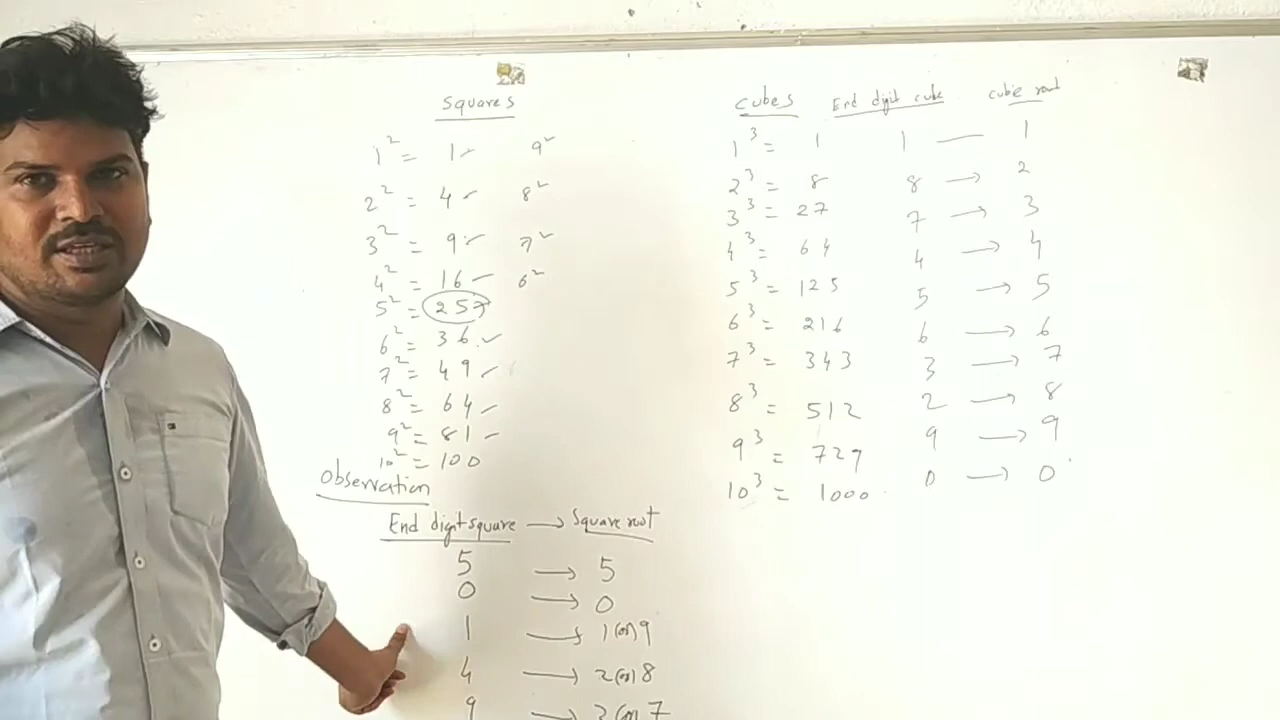 Squares
1² = 1 ✓ 9²
2² = 4 ✓ 8²
3² = 9 ✓ 7²
4² = 16 ✓ 6²
5² = 25
6² = 36 ✓
7² = 49 ✓
8² = 64 ✓
9² = 81 ✓
10² = 100
Observation
End digit square → Square root
5 → 5
0 → 0
1 → 1 (or) 9
4 → 2 (or) 8
9 → 3 (or) 7
Cubes End digit cube cube root
1³ = 1 1 — 1
2³ = 8 8 → 2
3³ = 27 7 → 3
4³ = 64 4 → 4
5³ = 125 5 → 5
6³ = 216 6 → 6
7³ = 343 3 → 7
8³ = 512 2 → 8
9³ = 729 9 → 9
10³ = 1000 0 → 0